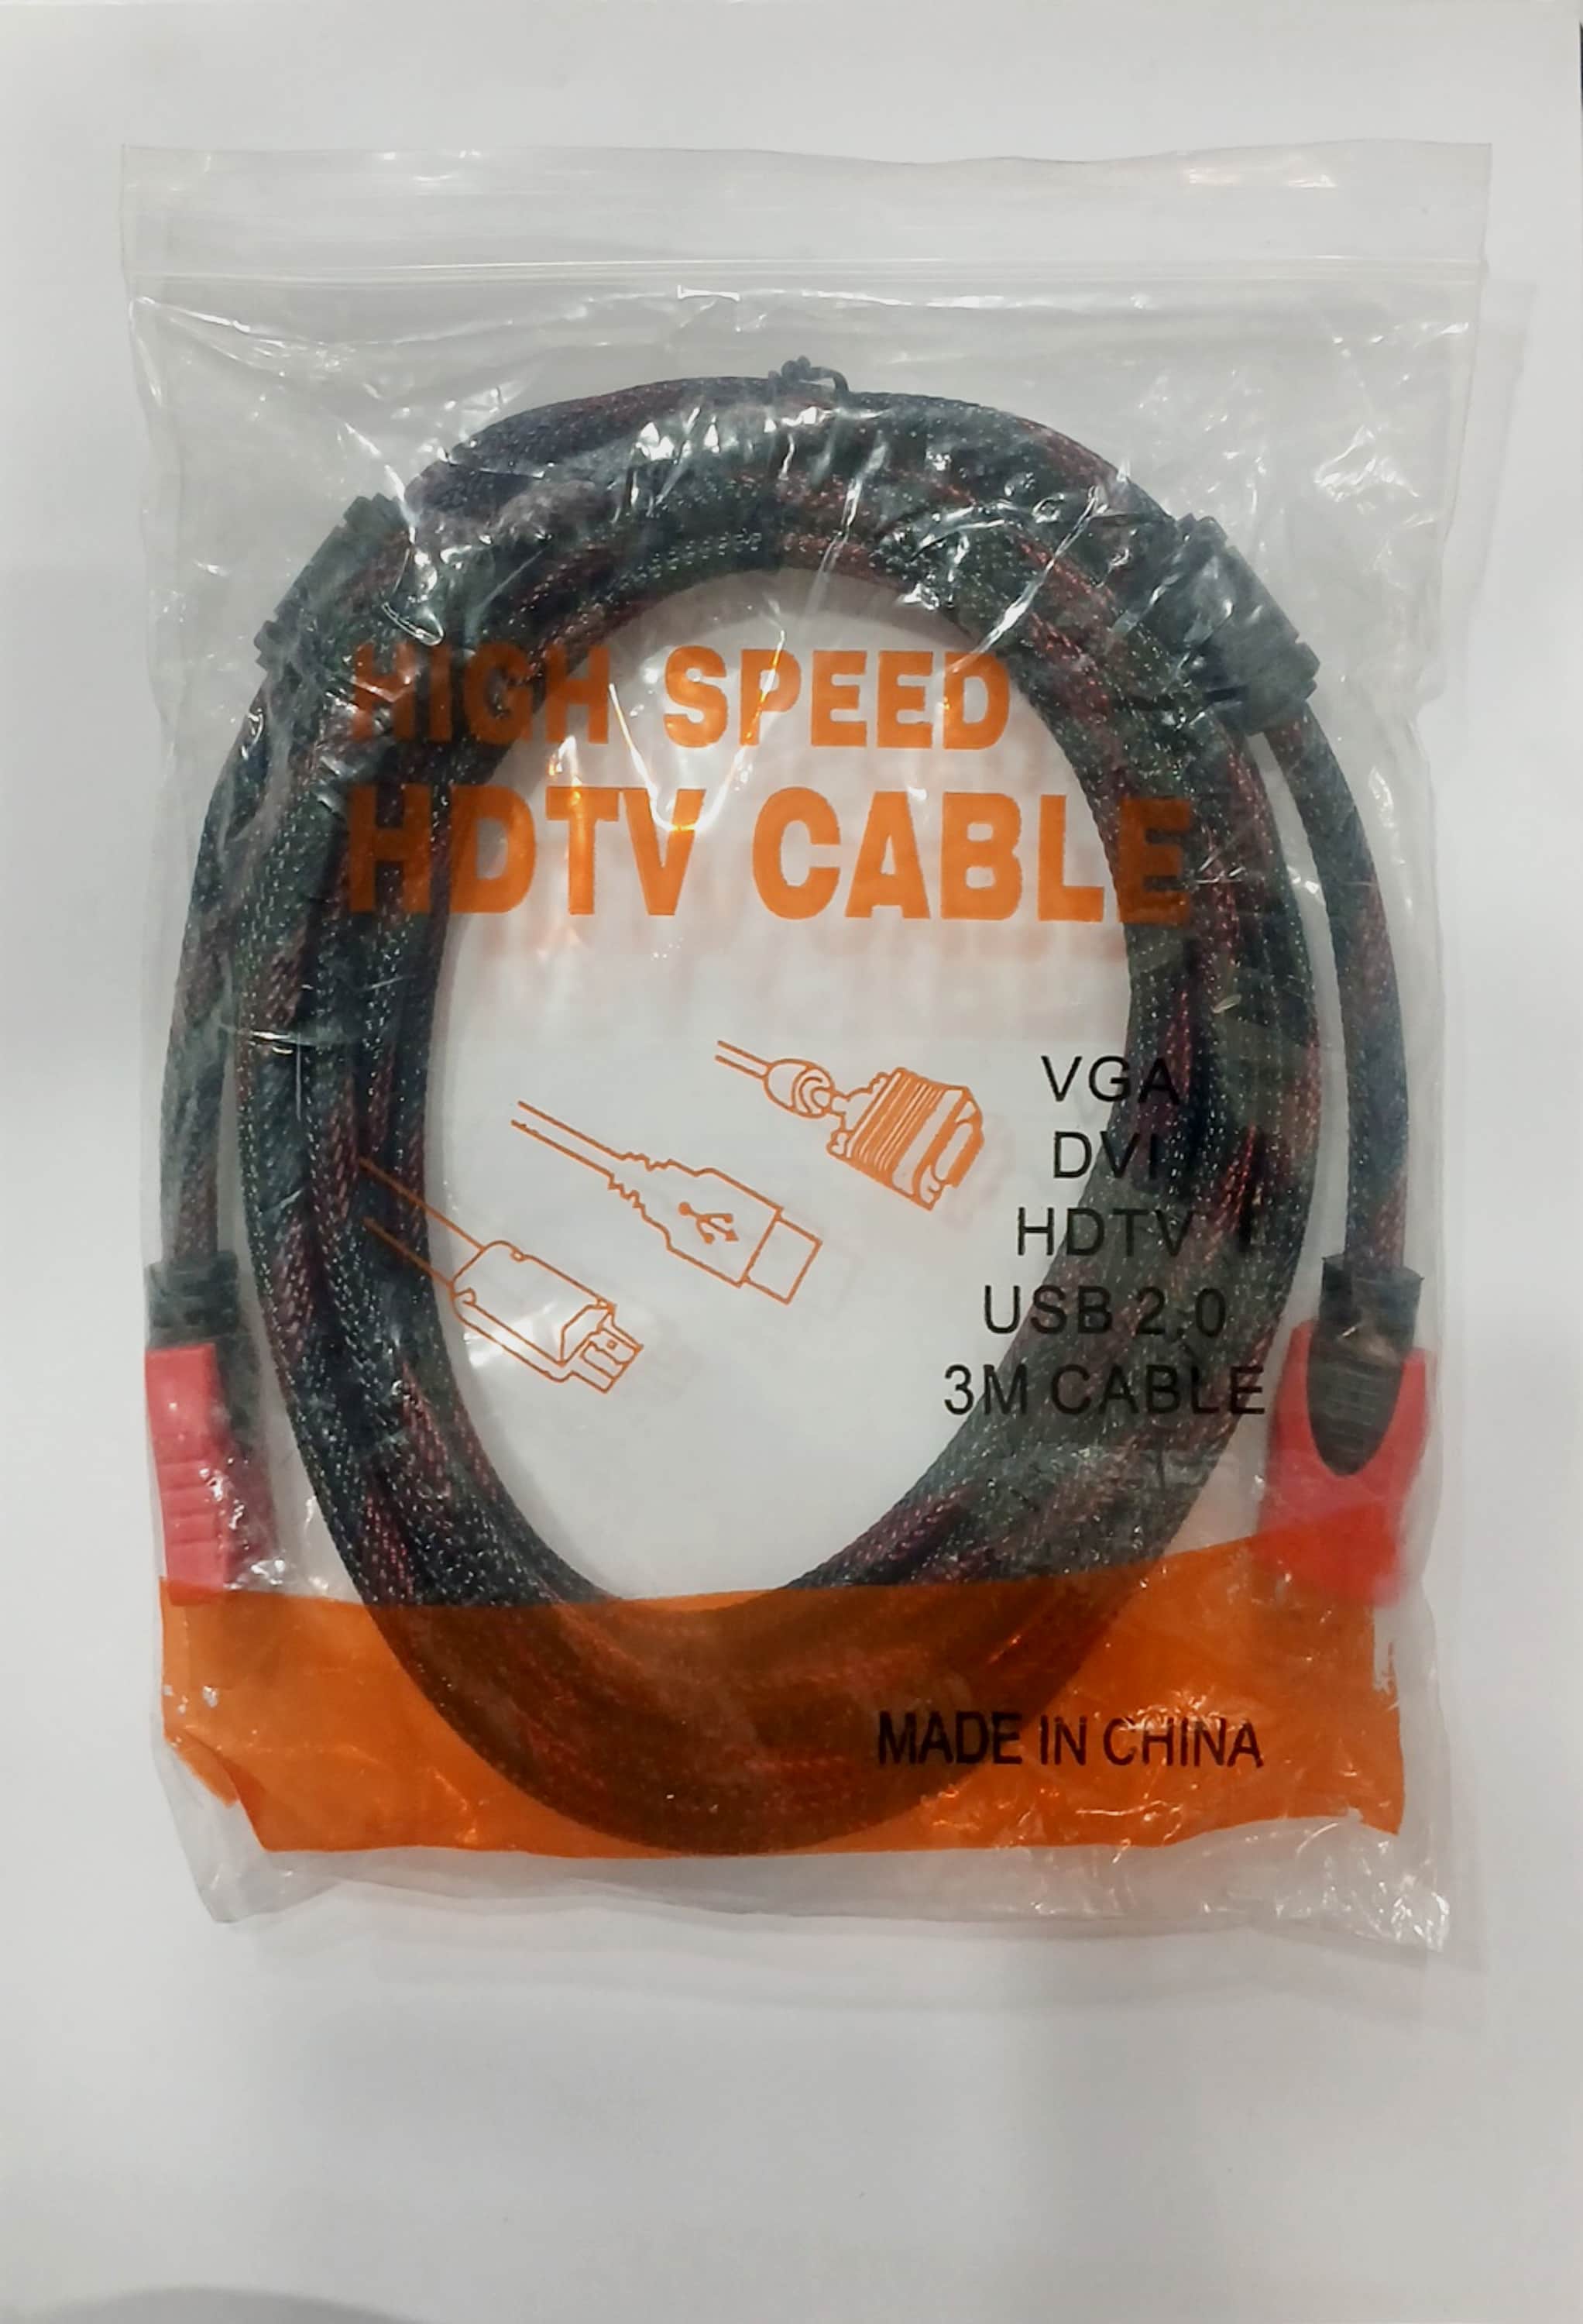 HIGH SPEED
HDTV CABLE
VGA
DVI
HDTV
USB 2.0
3M CABLE
MADE IN CHINA